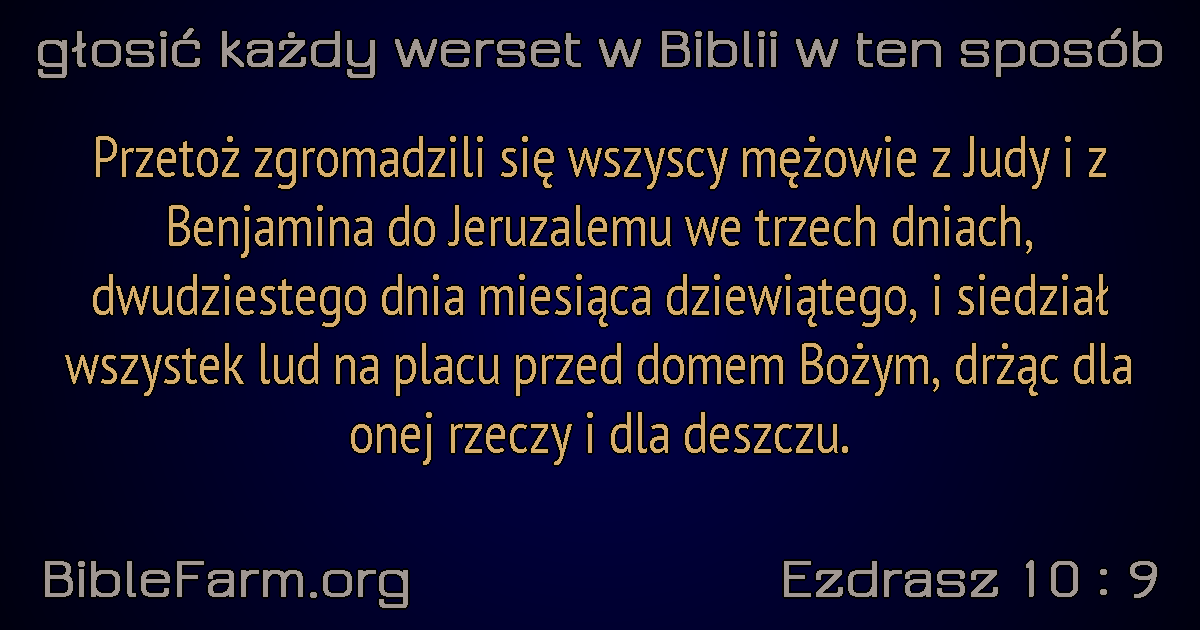 głosić każdy werset w Biblii w ten sposób
Przetoż zgromadzili się wszyscy mężowie z Judy i z
Benjamina do Jeruzalemu we trzech dniach,
dwudziestego dnia miesiąca dziewiątego, i siedział
wszystek lud na placu przed domem Bożym, drżąc dla
onej rzeczy i dla deszczu.
BibleFarm.org
Ezdrasz 10 : 9